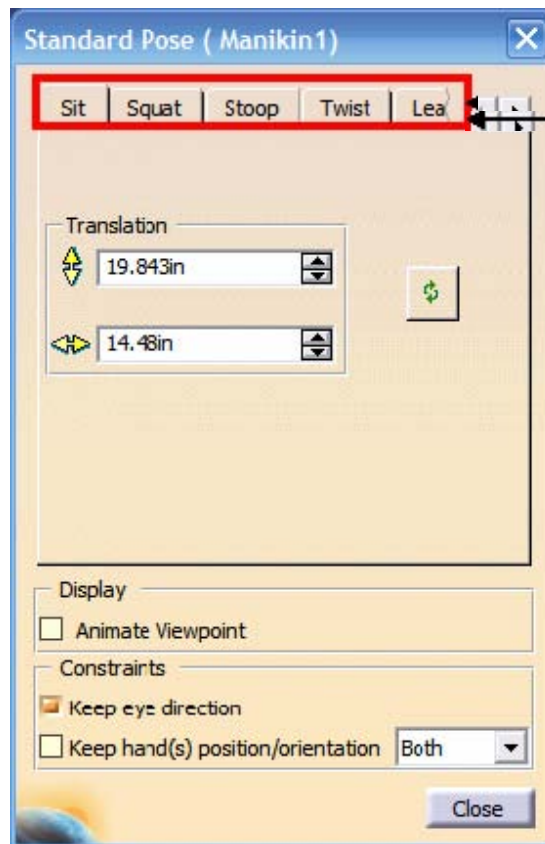 Standard Pose ( Manikin1)
Sit Squat Stoop Twist Lea
Translation
19.843in
14.48in
Display
Animate Viewpoint
Constraints
Keep eye direction
Keep hand(s) position/orientation Both
Close